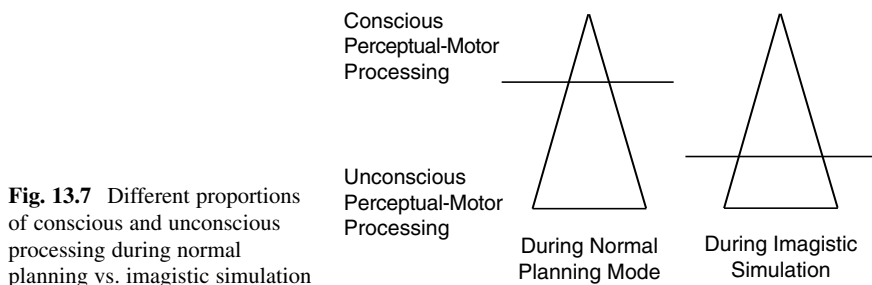 Conscious
Perceptual-Motor
Processing
Unconscious
Perceptual-Motor
Processing
During Normal
Planning Mode
During Imagistic
Simulation
Fig. 13.7 Different proportions
of conscious and unconscious
processing during normal
planning vs. imagistic simulation